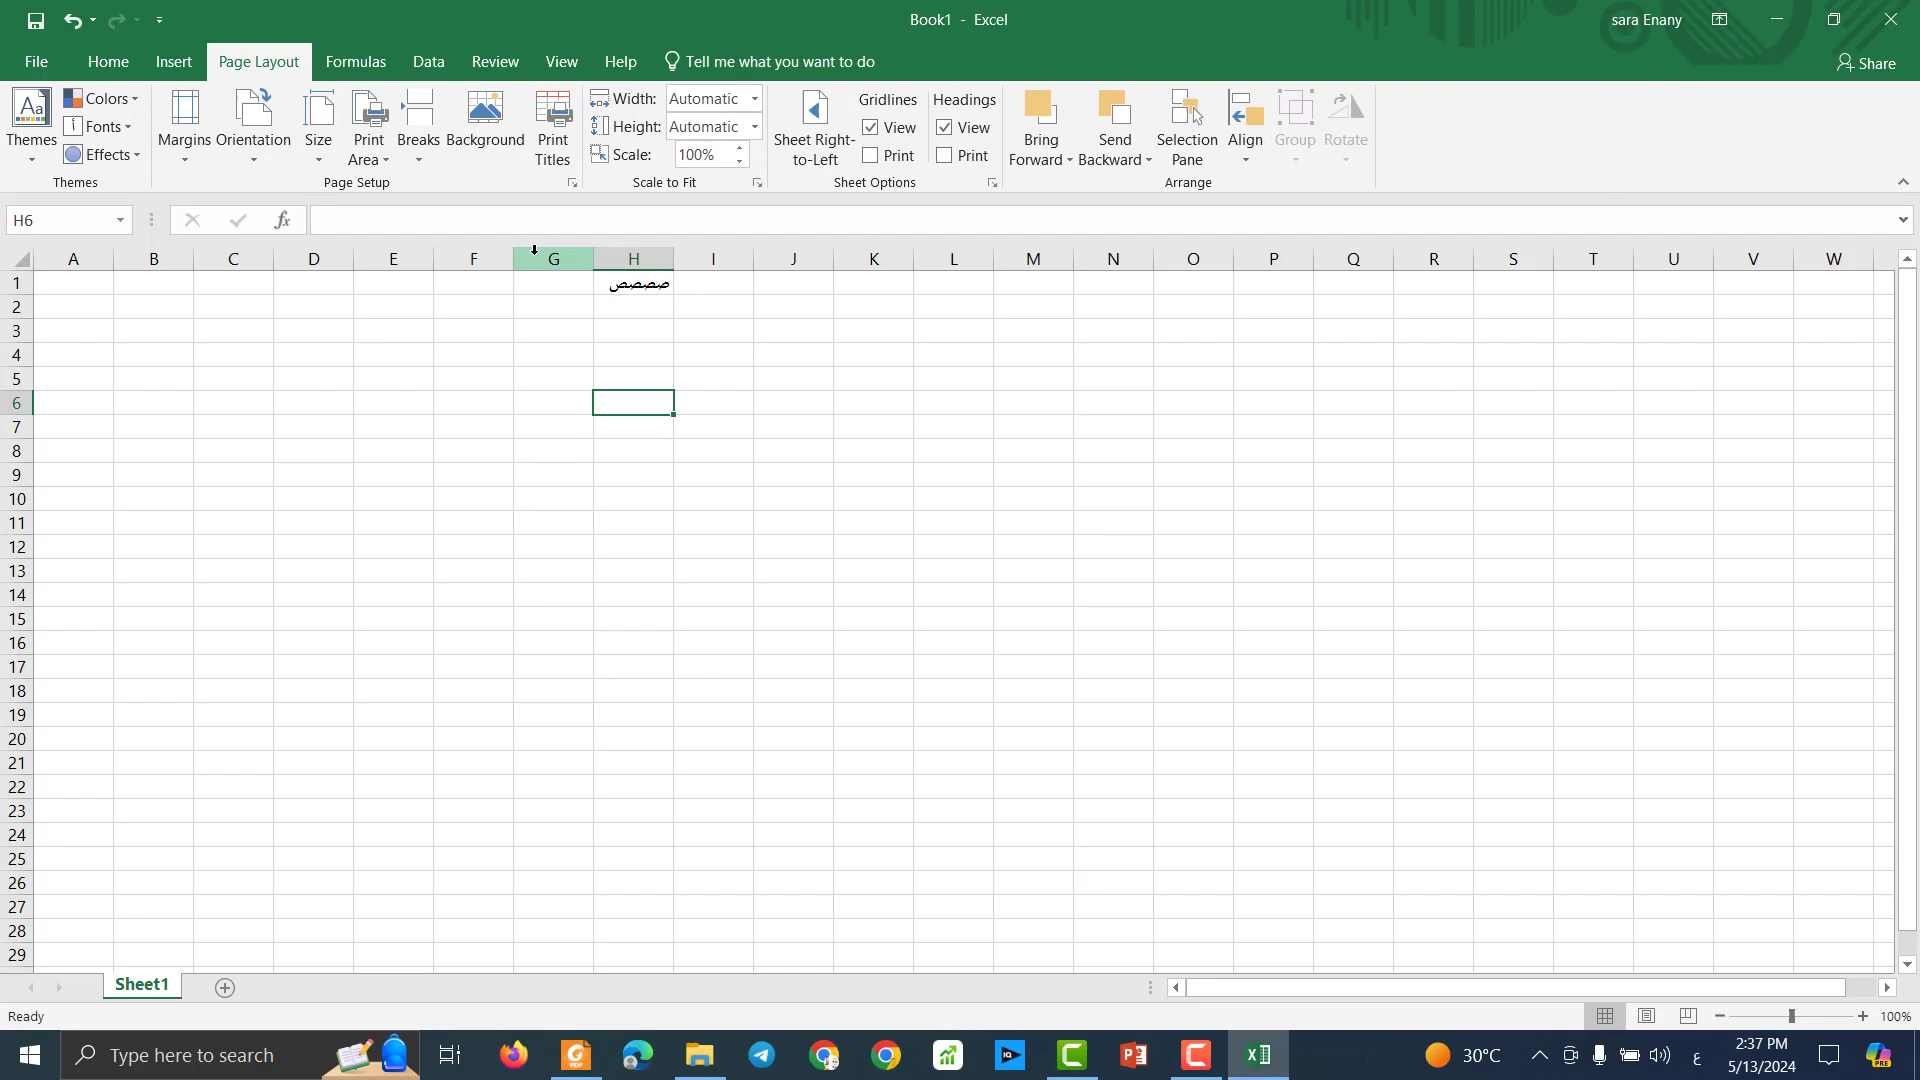 Book1 - Excel
sara Enany
File Home Insert Page Layout Formulas Data Review View Help Tell me what you want to do Share
Themes
Colors
Fonts
Effects
Themes
Margins Orientation Size Print Area Breaks Background Print Titles
Page Setup
Width: Automatic
Height: Automatic
Scale: 100%
Scale to Fit
Sheet Right-to-Left
Gridlines Headings
View View
Print Print
Sheet Options
Bring Forward Send Backward Selection Pane Align Group Rotate
Arrange
H6 fx
A B C D E F G H I J K L M N O P Q R S T U V W
1 صصصص
2
3
4
5
6
7
8
9
10
11
12
13
14
15
16
17
18
19
20
21
22
23
24
25
26
27
28
29
Sheet1
Ready 100%
Type here to search 30°C ع 2:37 PM
5/13/2024